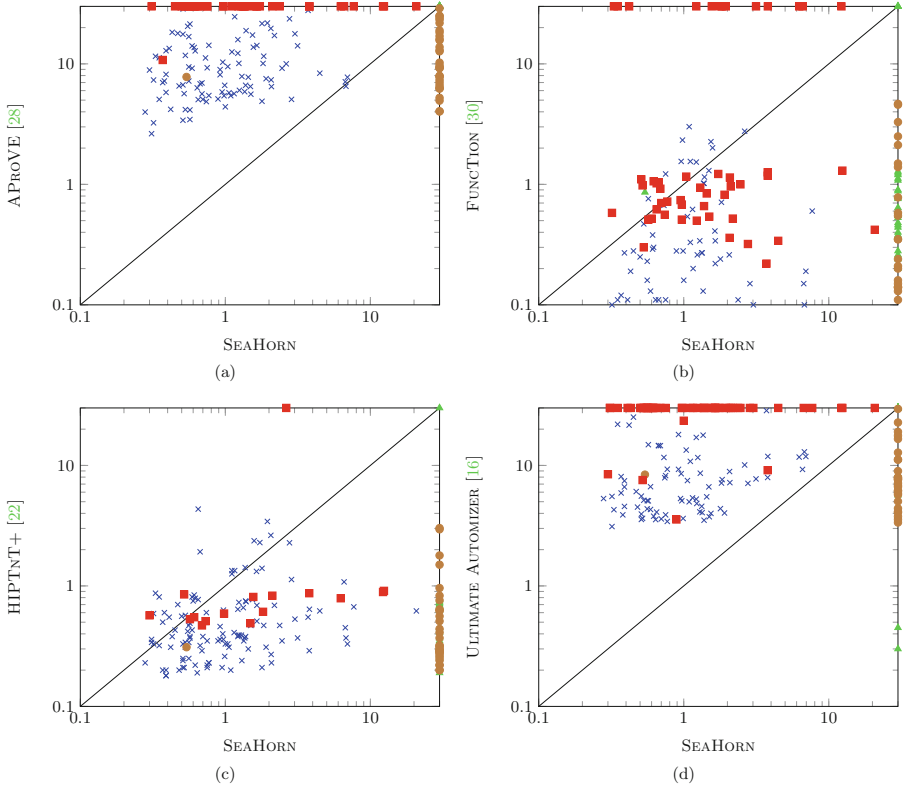 10
1
0.1
0.1
1
10
APROVE [28]
SEAHORN
(a)
10
1
0.1
0.1
1
10
FUNCTION [30]
SEAHORN
(b)
10
1
0.1
0.1
1
10
HIPTNT+ [22]
SEAHORN
(c)
10
1
0.1
0.1
1
10
ULTIMATE AUTOMIZER [16]
SEAHORN
(d)